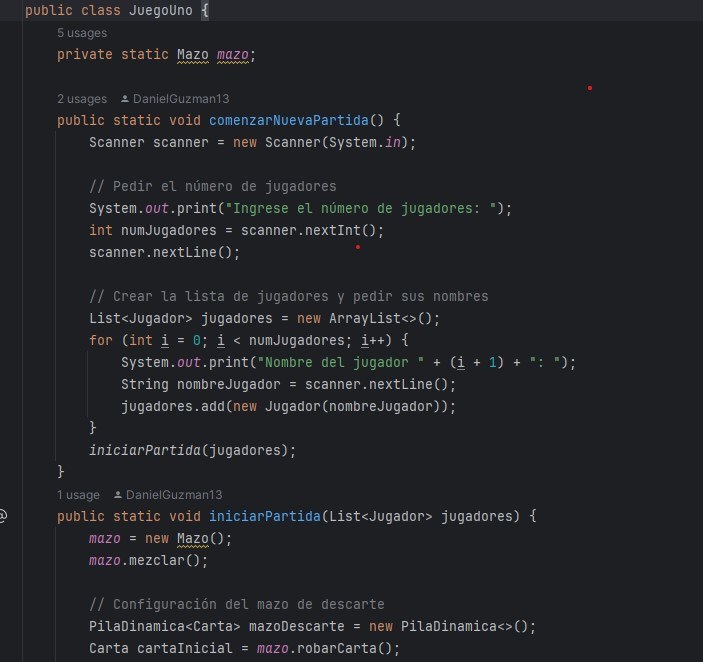 public class JuegoUno {
5 usages
private static Mazo mazo;
2 usages DanielGuzman13
public static void comenzarNuevaPartida() {
Scanner scanner = new Scanner(System.in);
// Pedir el número de jugadores
System.out.print("Ingrese el número de jugadores: ");
int numJugadores = scanner.nextInt();
scanner.nextLine();
// Crear la lista de jugadores y pedir sus nombres
List<Jugador> jugadores = new ArrayList<>();
for (int i = 0; i < numJugadores; i++) {
System.out.print("Nombre del jugador " + (i + 1) + ": ");
String nombreJugador = scanner.nextLine();
jugadores.add(new Jugador(nombreJugador));
}
iniciarPartida(jugadores);
}
1 usage DanielGuzman13
@ public static void iniciarPartida(List<Jugador> jugadores) {
mazo = new Mazo();
mazo.mezclar();
// Configuración del mazo de descarte
PilaDinamica<Carta> mazoDescarte = new PilaDinamica<>();
Carta cartaInicial = mazo.robarCarta();